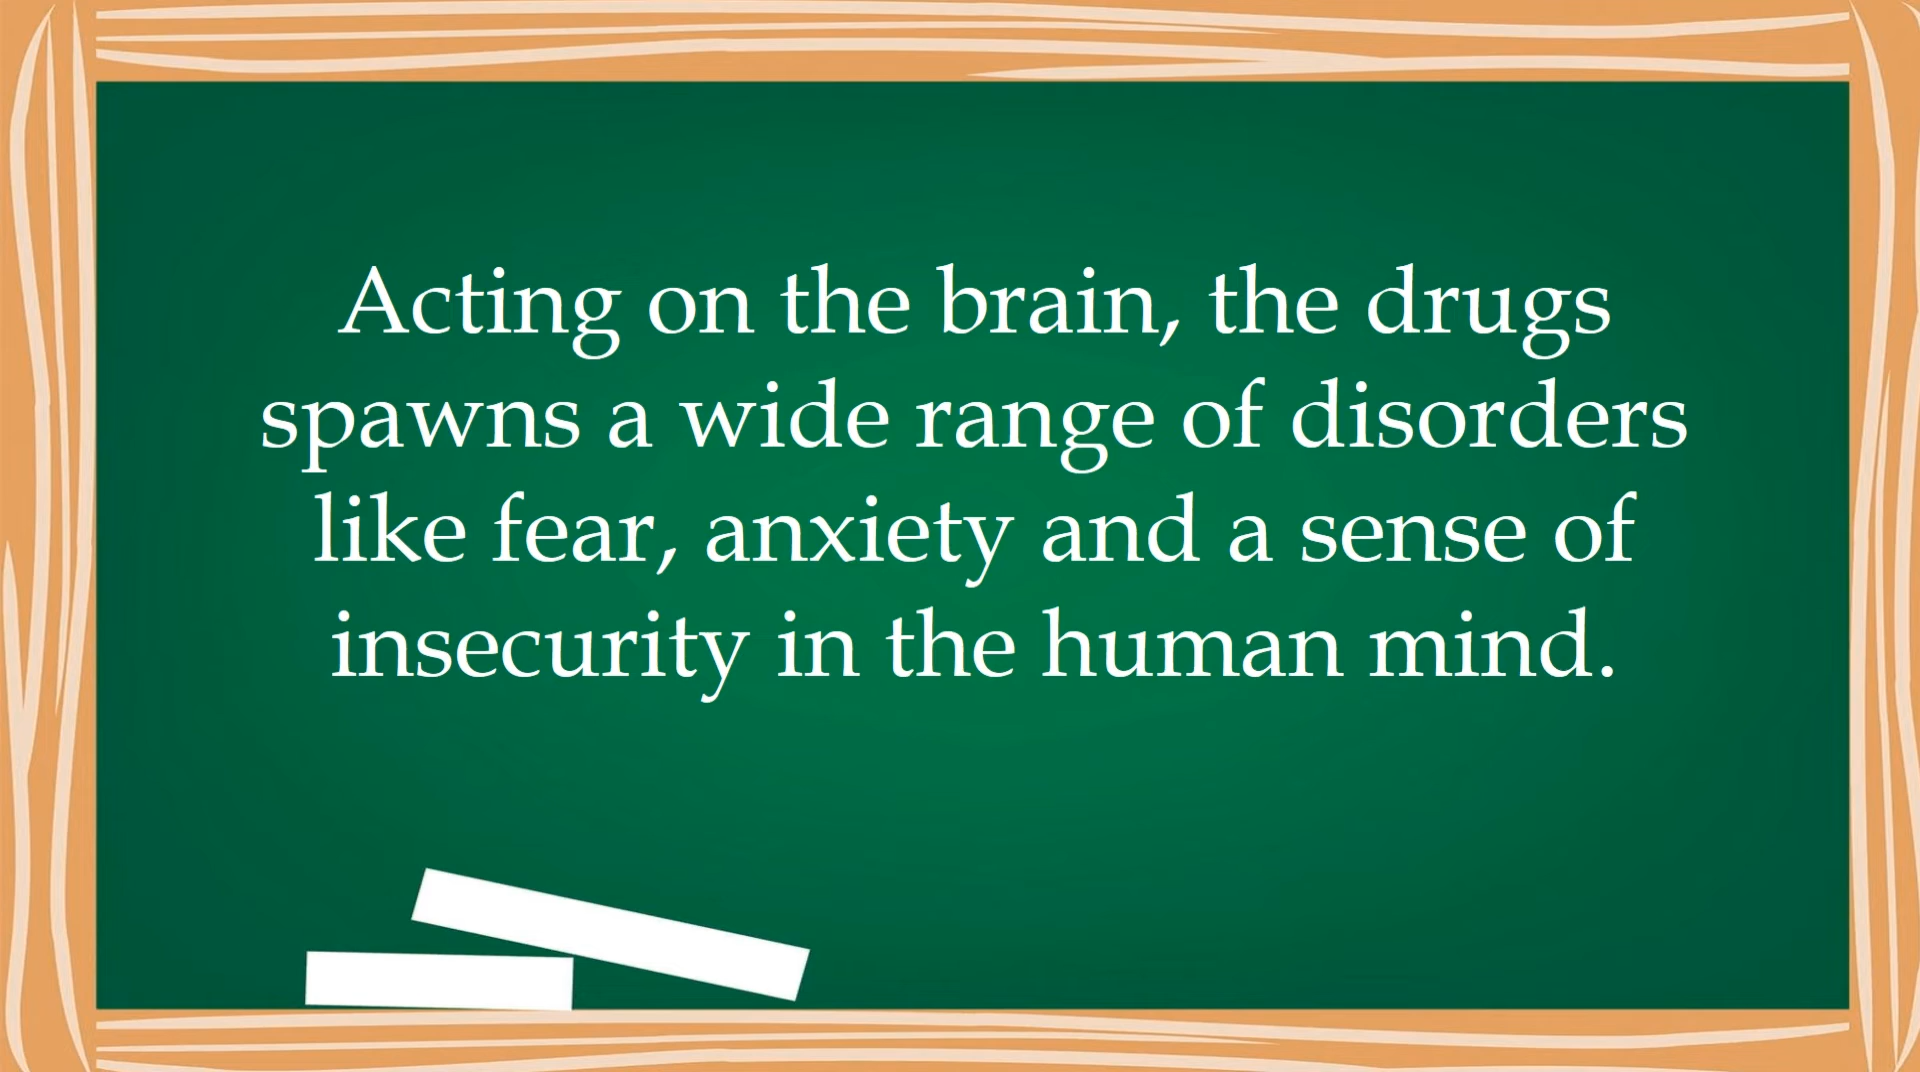 Acting on the brain, the drugs
spawns a wide range of disorders
like fear, anxiety and a sense of
insecurity in the human mind.